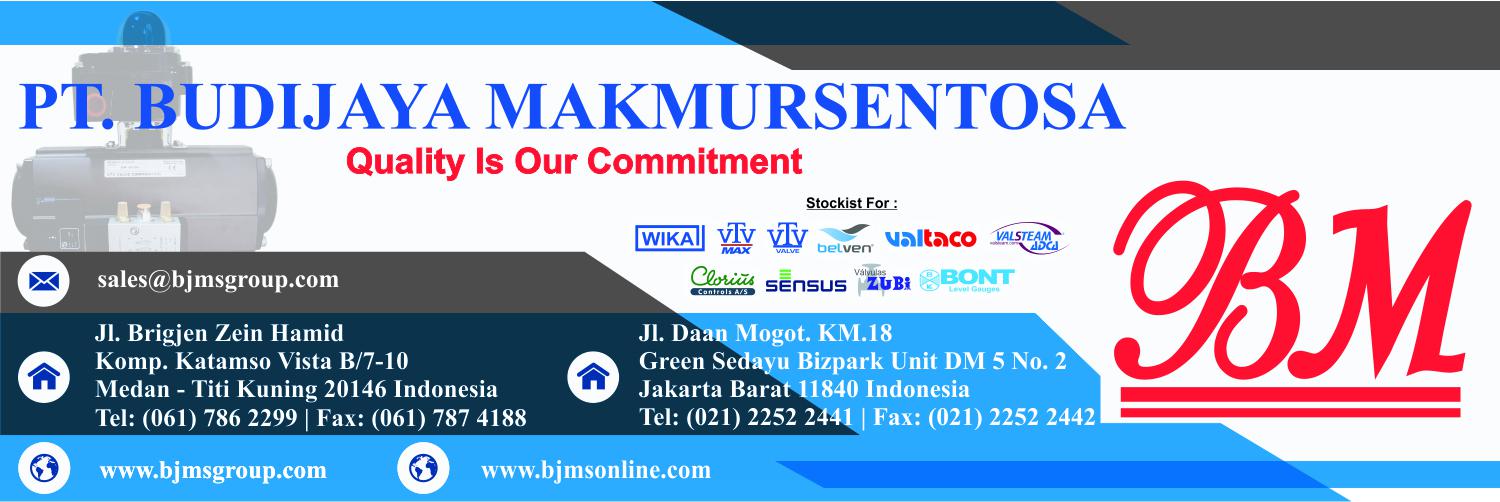 PT. BUDIJAYA MAKMURSENTOSA
Quality Is Our Commitment
Stockist For :
WIKA VTV MAX VTV VALVE belven valtaco VALSTEAM ADCA valsteam.com
Clorius Controls A/S SENSUS Válvulas ZUBi BONT Level Gauges
BM
sales@bjmsgroup.com
Jl. Brigjen Zein Hamid
Komp. Katamso Vista B/7-10
Medan - Titi Kuning 20146 Indonesia
Tel: (061) 786 2299 | Fax: (061) 787 4188
Jl. Daan Mogot. KM.18
Green Sedayu Bizpark Unit DM 5 No. 2
Jakarta Barat 11840 Indonesia
Tel: (021) 2252 2441 | Fax: (021) 2252 2442
www.bjmsgroup.com
www.bjmsonline.com